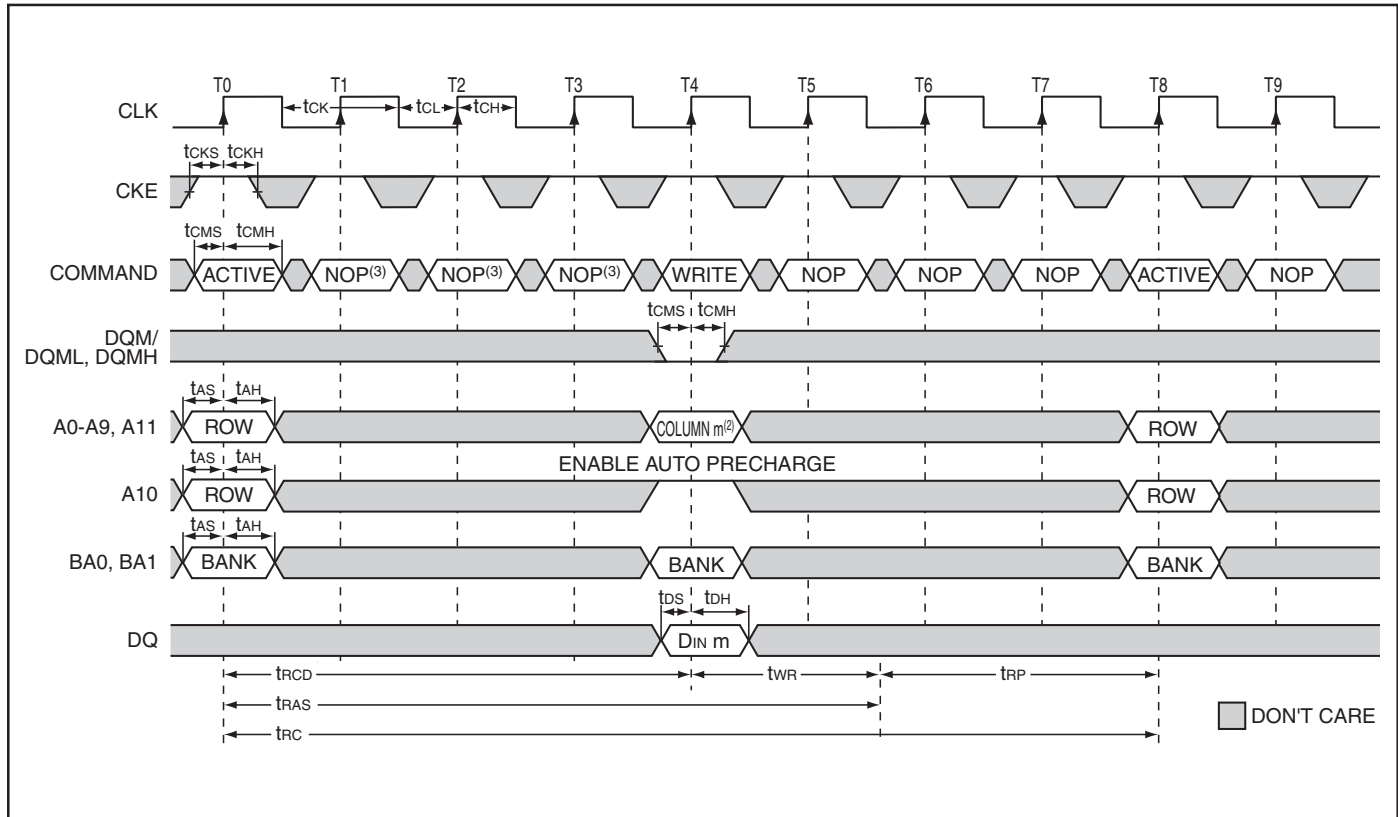 T0 T1 T2 T3 T4 T5 T6 T7 T8 T9
CLK tCK tCL tCH
tCKS tCKH
CKE
tCMS tCMH
COMMAND ACTIVE NOP(3) NOP(3) NOP(3) WRITE NOP NOP NOP ACTIVE NOP
tCMS tCMH
DQM/
DQML, DQMH
tAS tAH
A0-A9, A11 ROW COLUMN m(2) ROW
tAS tAH ENABLE AUTO PRECHARGE
A10 ROW ROW
tAS tAH
BA0, BA1 BANK BANK BANK
tDS tDH
DQ DIN m
tRCD tWR tRP
tRAS
DON'T CARE
tRC